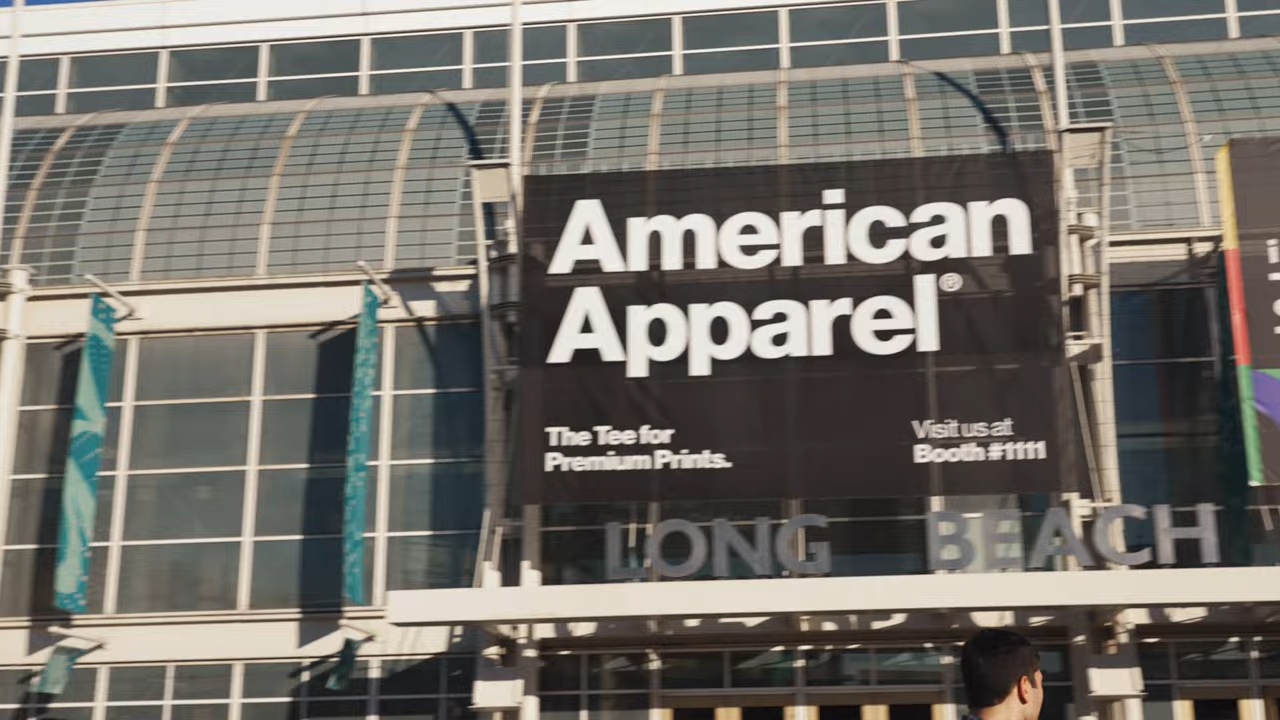 American
Apparel®
The Tee for
Premium Prints.
Visit us at
Booth #1111
LONG BEACH